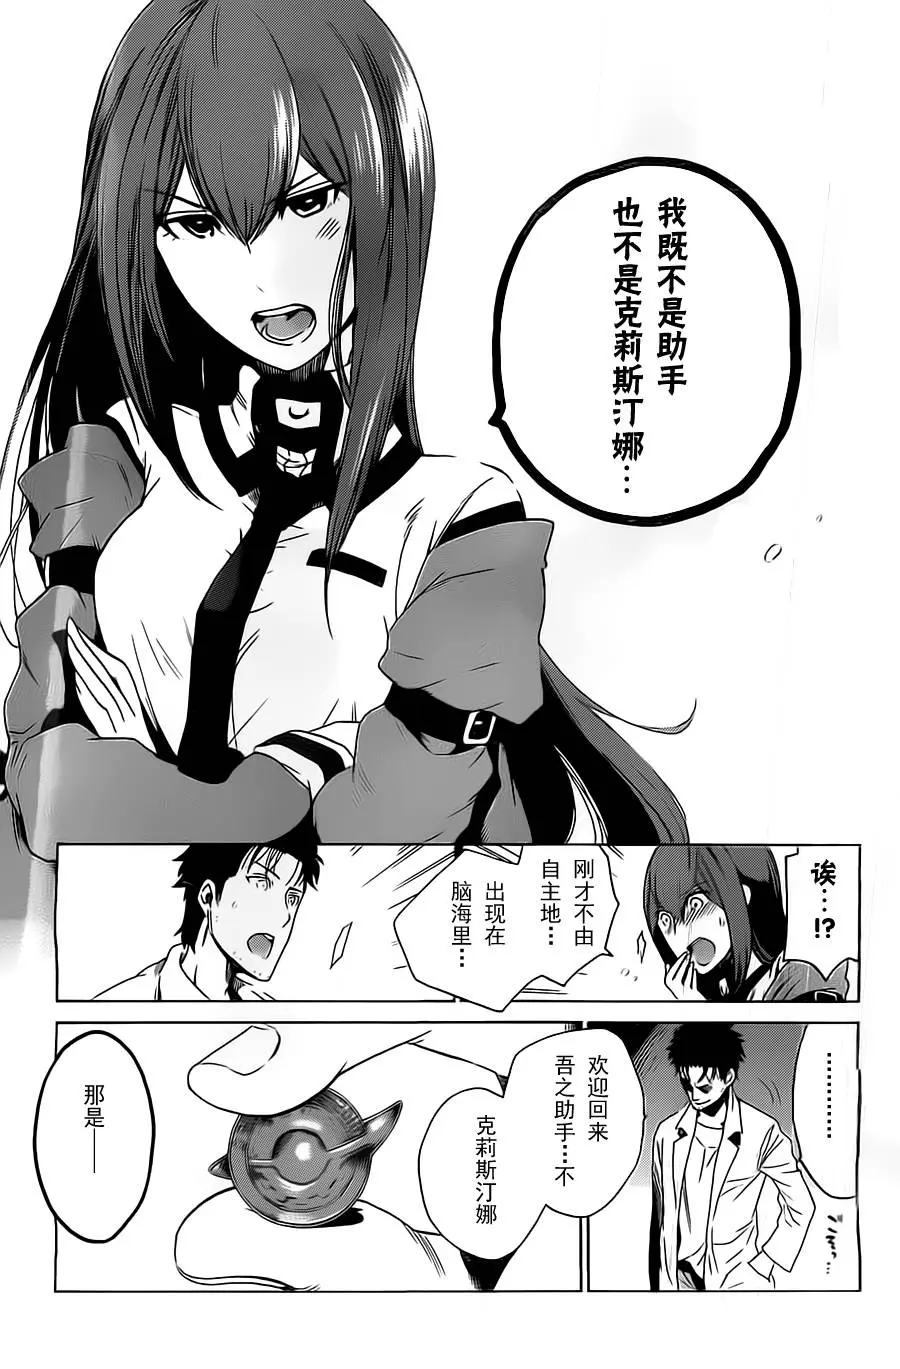 我既不是助手
也不是克莉斯汀娜…
诶…!?
刚才不由
自主地…
出现在
脑海里…
………
欢迎回来
吾之助手…不
克莉斯汀娜
那是——